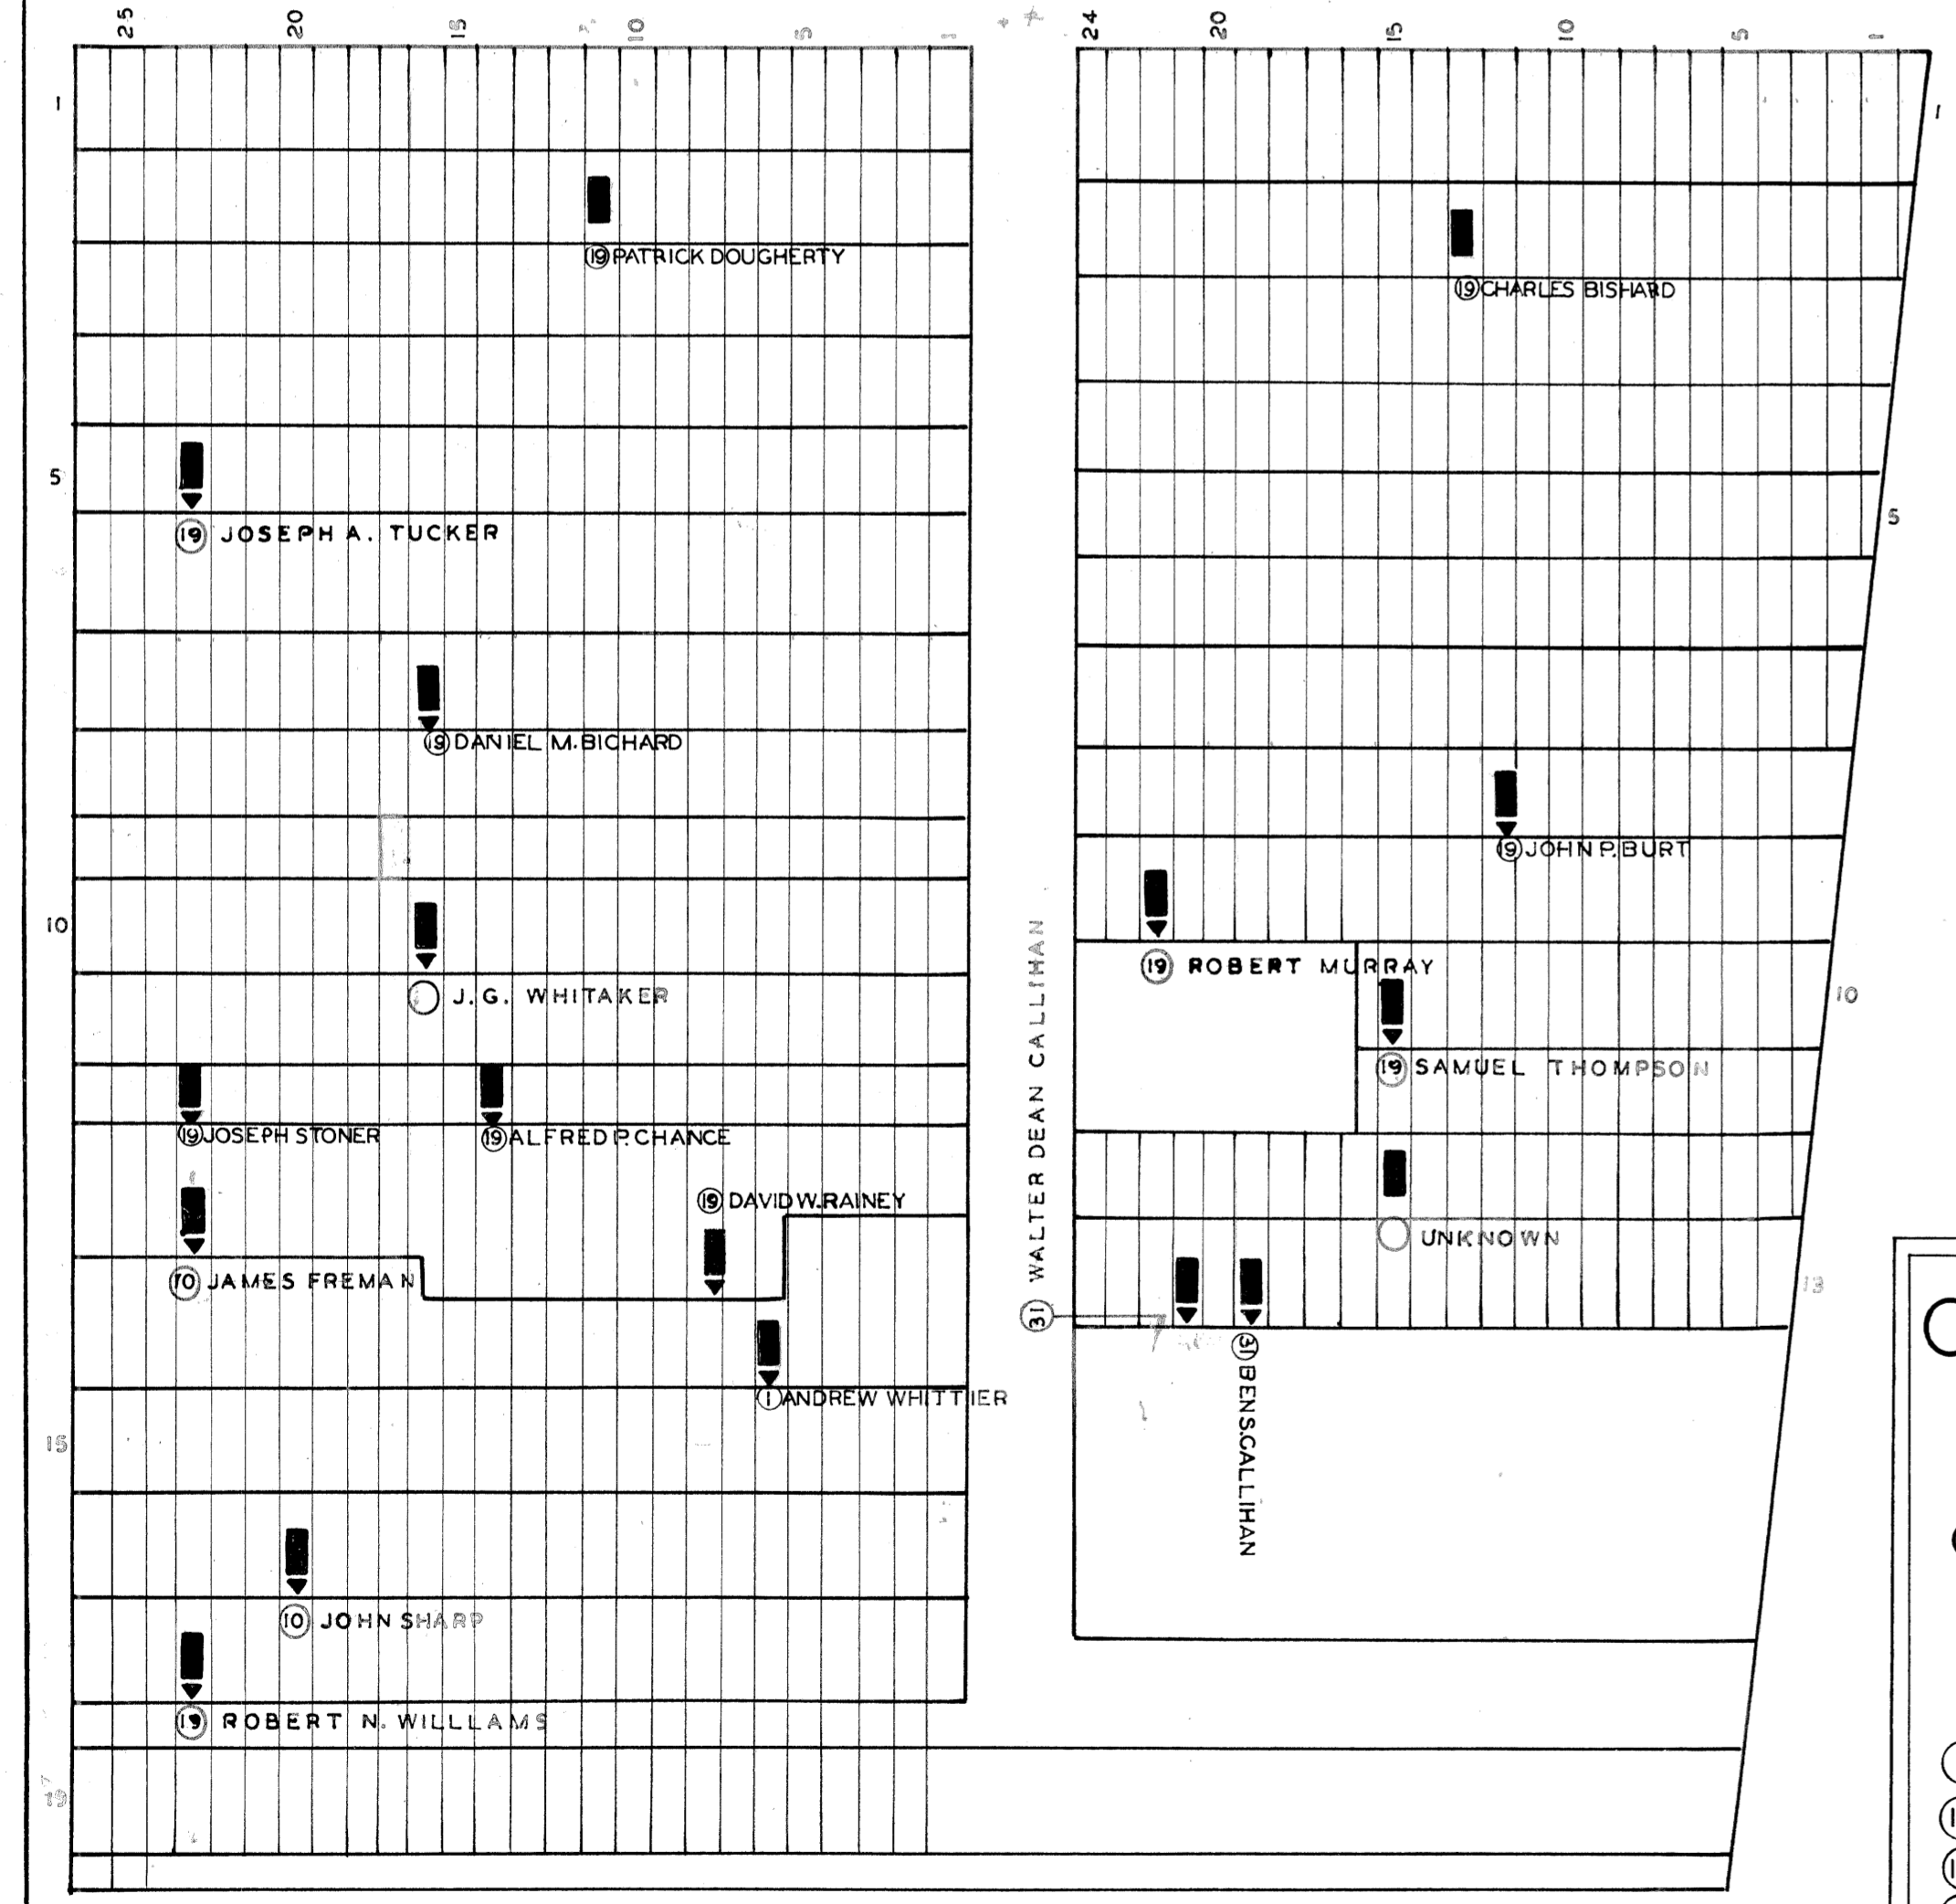 25 20 15 10 5 1
24 20 15 10 5 1
1
1
⑲ PATRICK DOUGHERTY
⑲ CHARLES BISHARD
5
5
⑲ JOSEPH A. TUCKER
⑲ DANIEL M. BICHARD
⑲ JOHN P. BURT
10
⑲ ROBERT MURRAY
10
J.G. WHITAKER
⑲ SAMUEL THOMPSON
⑲ JOSEPH STONER
⑲ ALFRED P. CHANCE
⑲ DAVID W. RAINEY
UNKNOWN
⑩ JAMES FREMAN
13
㉛ WALTER DEAN CALLIHAN
㉛ BEN S. CALLIHAN
① ANDREW WHITTIER
15
⑩ JOHN SHARP
⑲ ROBERT N. WILLLAMS
19